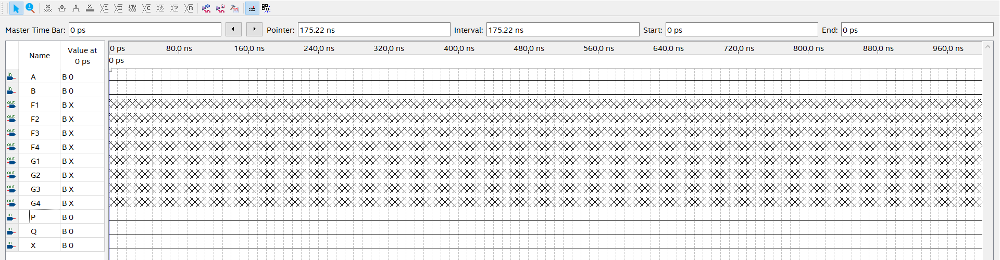 Master Time Bar: 0 ps Pointer: 175.22 ns Interval: 175.22 ns Start: 0 ps End: 0 ps
Name Value at 0 ps
0 ps 80.0 ns 160.0 ns 240.0 ns 320.0 ns 400.0 ns 480.0 ns 560.0 ns 640.0 ns 720.0 ns 800.0 ns 880.0 ns 960.0 ns
0 ps
in A B 0
in B B 0
out F1 B X
out F2 B X
out F3 B X
out F4 B X
out G1 B X
out G2 B X
out G3 B X
out G4 B X
in P B 0
in Q B 0
in X B 0